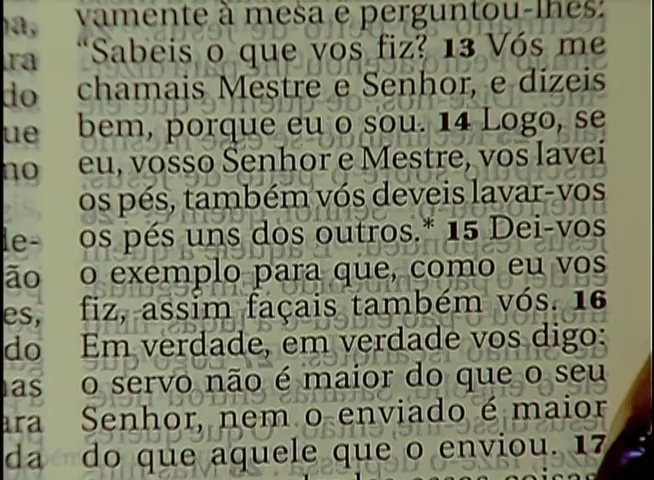 vamente à mesa e perguntou-lhes:
"Sabeis o que vos fiz? 13 Vós me
chamais Mestre e Senhor, e dizeis
bem, porque eu o sou. 14 Logo, se
eu, vosso Senhor e Mestre, vos lavei
os pés, também vós deveis lavar-vos
os pés uns dos outros.* 15 Dei-vos
o exemplo para que, como eu vos
fiz, assim façais também vós. 16
Em verdade, em verdade vos digo:
o servo não é maior do que o seu
Senhor, nem o enviado é maior
do que aquele que o enviou. 17